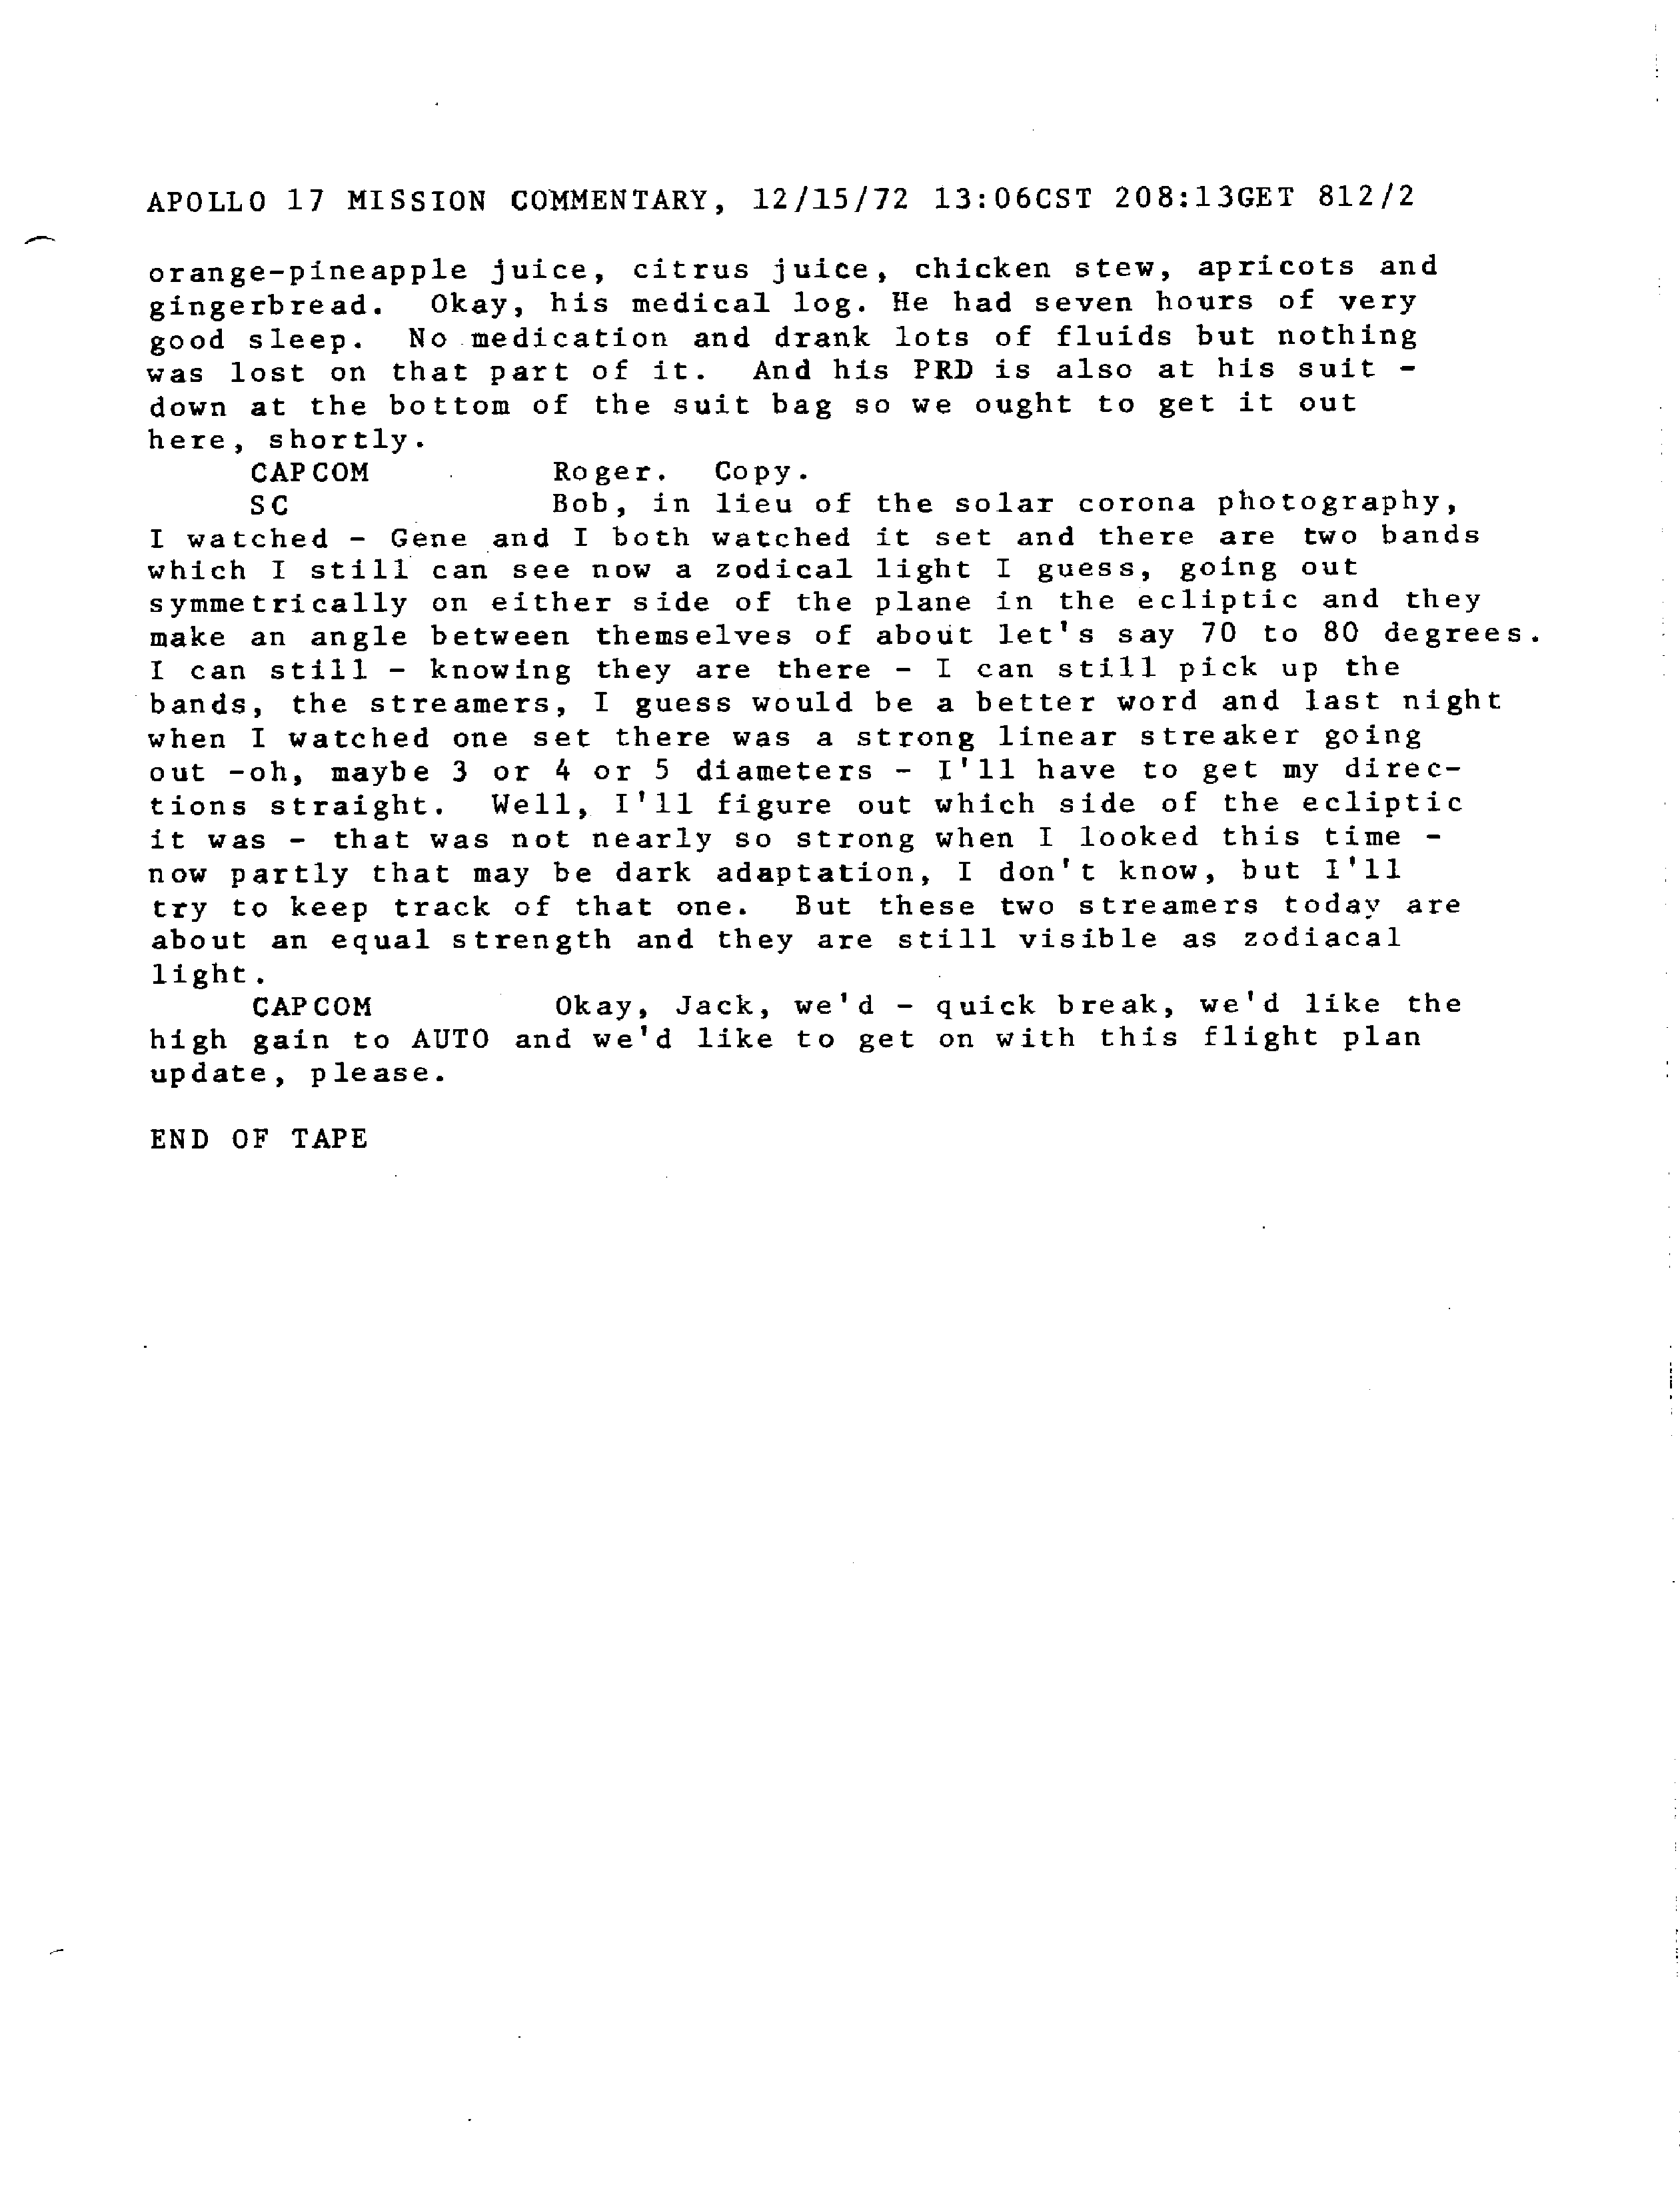 APOLLO 17 MISSION COMMENTARY, 12/15/72 13:06CST 208:13GET 812/2
orange-pineapple juice, citrus juice, chicken stew, apricots and
gingerbread. Okay, his medical log. He had seven hours of very
good sleep. No medication and drank lots of fluids but nothing
was lost on that part of it. And his PRD is also at his suit -
down at the bottom of the suit bag so we ought to get it out
here, shortly.
CAPCOM Roger. Copy.
SC Bob, in lieu of the solar corona photography,
I watched - Gene and I both watched it set and there are two bands
which I still can see now a zodical light I guess, going out
symmetrically on either side of the plane in the ecliptic and they
make an angle between themselves of about let's say 70 to 80 degrees.
I can still - knowing they are there - I can still pick up the
bands, the streamers, I guess would be a better word and last night
when I watched one set there was a strong linear streaker going
out -oh, maybe 3 or 4 or 5 diameters - I'll have to get my direc-
tions straight. Well, I'll figure out which side of the ecliptic
it was - that was not nearly so strong when I looked this time -
now partly that may be dark adaptation, I don't know, but I'll
try to keep track of that one. But these two streamers today are
about an equal strength and they are still visible as zodiacal
light.
CAPCOM Okay, Jack, we'd - quick break, we'd like the
high gain to AUTO and we'd like to get on with this flight plan
update, please.
END OF TAPE